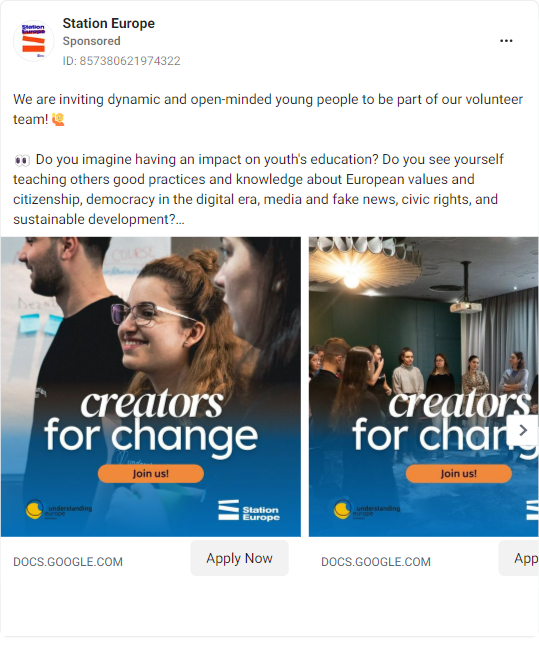 Station Europe
Sponsored
ID: 857380621974322
We are inviting dynamic and open-minded young people to be part of our volunteer
team! 💪
👀 Do you imagine having an impact on youth's education? Do you see yourself
teaching others good practices and knowledge about European values and
citizenship, democracy in the digital era, media and fake news, civic rights, and
sustainable development?...
COURSE
creators
for change
Join us!
understanding
europe
Station
Europe
creators
for chang
Join us!
understanding
europe
DOCS.GOOGLE.COM
Apply Now
DOCS.GOOGLE.COM
App